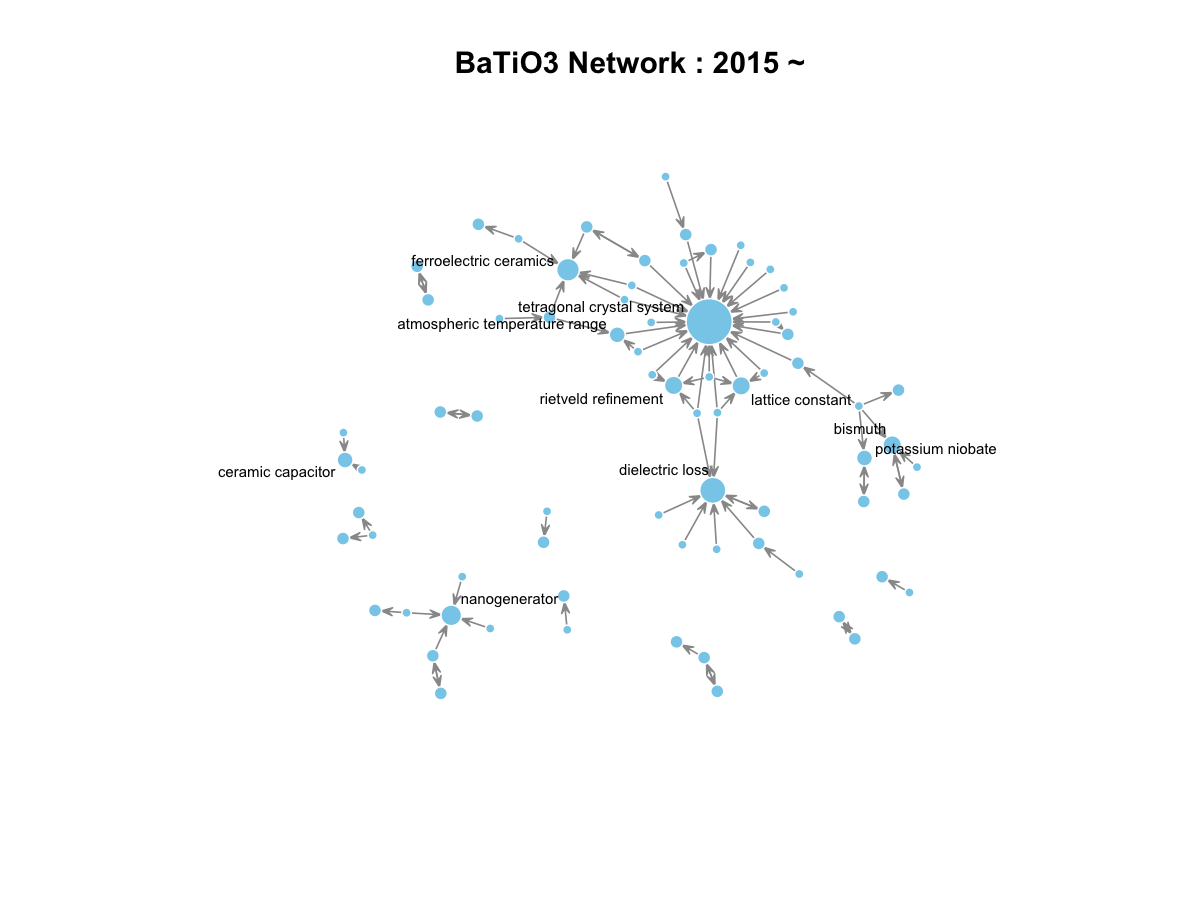 BaTiO3 Network : 2015 ~
ferroelectric ceramics
tetragonal crystal system
atmospheric temperature range
rietveld refinement
lattice constant
bismuth
potassium niobate
dielectric loss
ceramic capacitor
nanogenerator